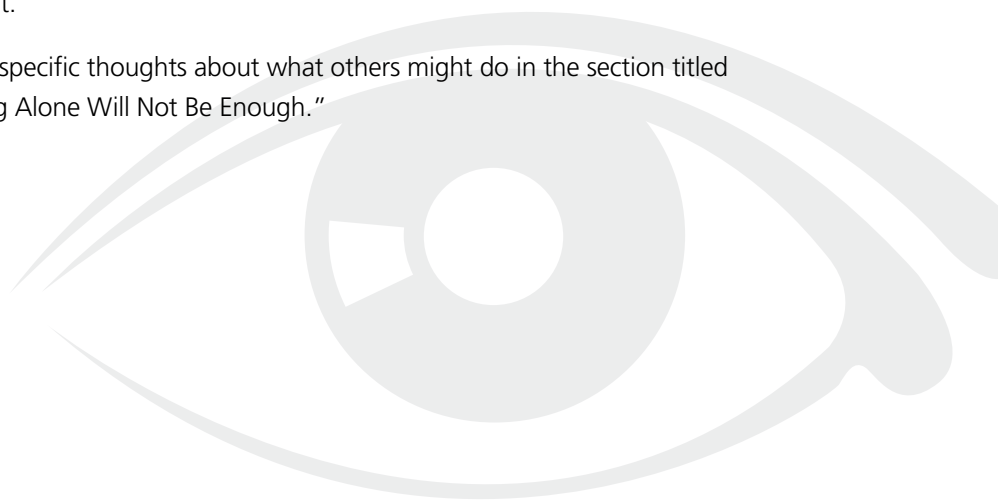 t.
specific thoughts about what others might do in the section titled
g Alone Will Not Be Enough.”